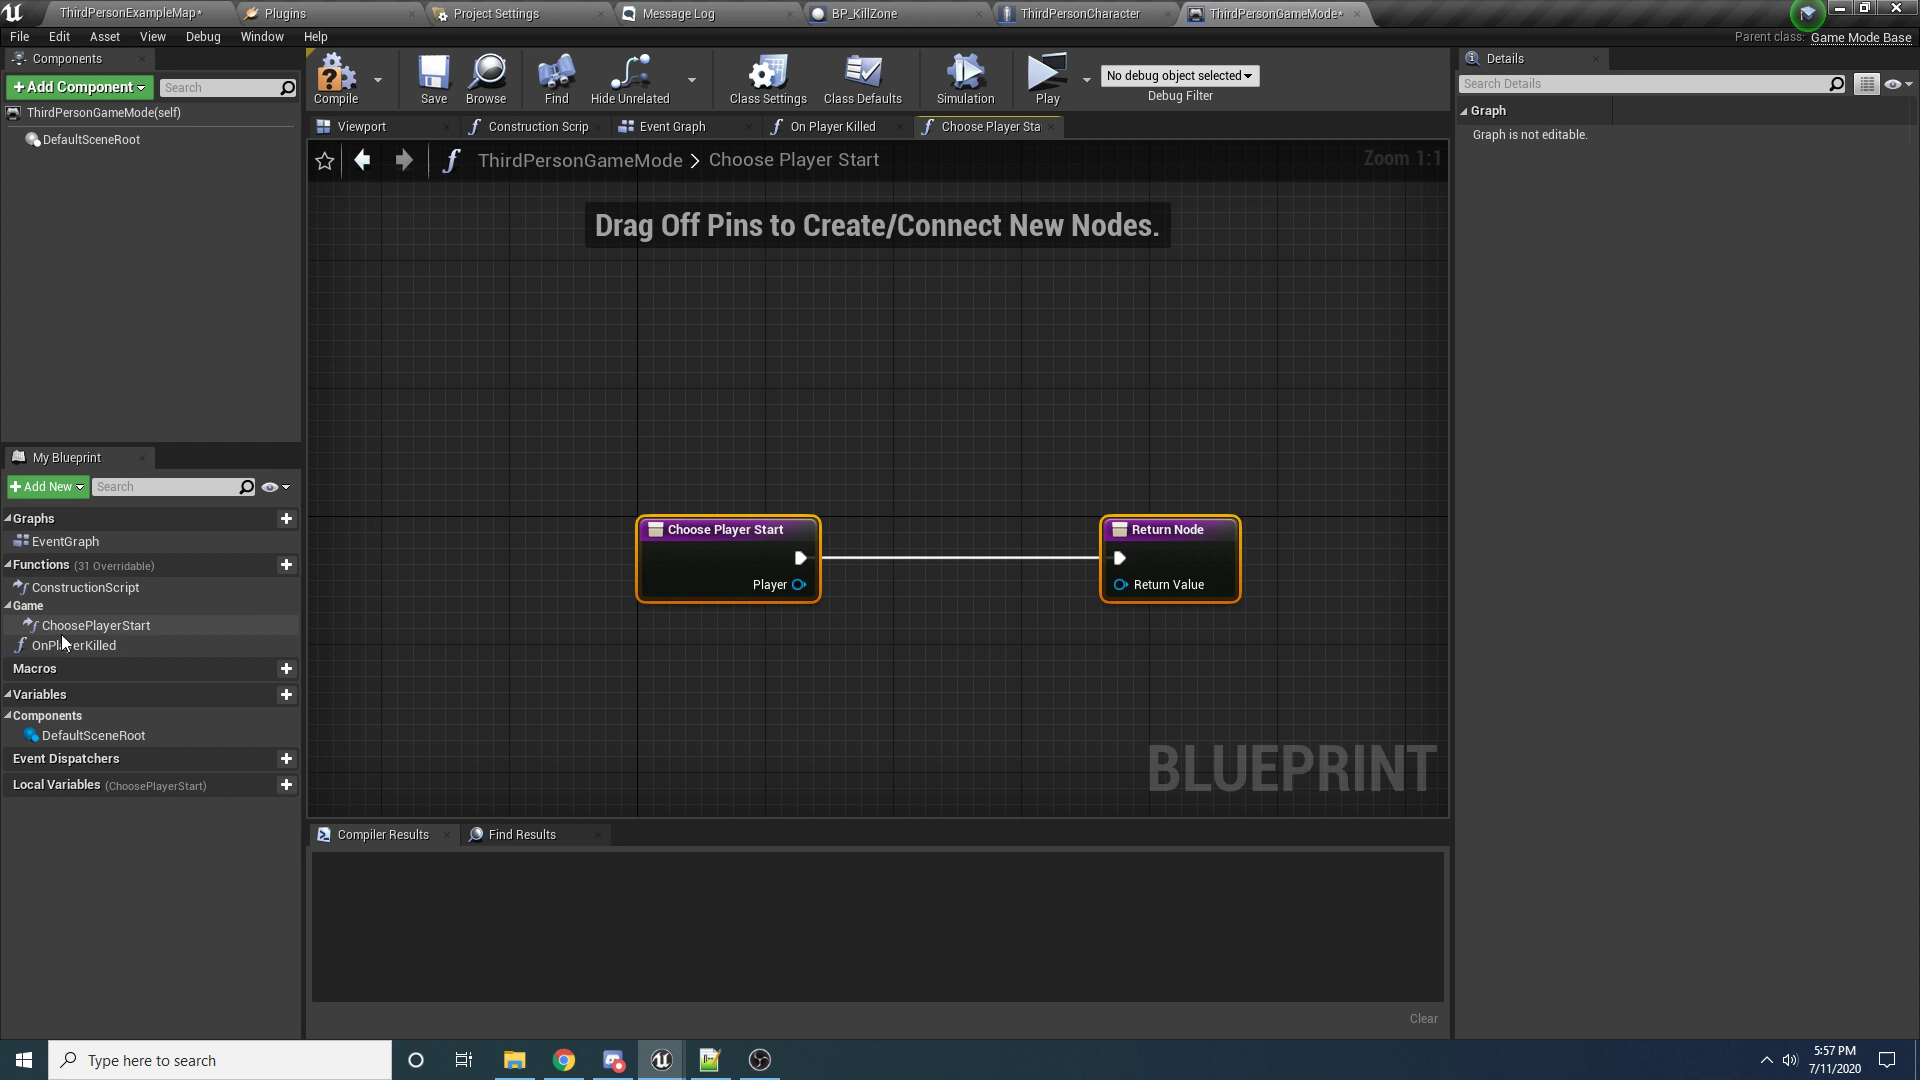 ThirdPersonExampleMap*
Plugins
Project Settings
Message Log
BP_KillZone
ThirdPersonCharacter
ThirdPersonGameMode*
File Edit Asset View Debug Window Help
Parent class: Game Mode Base
Components
+Add Component
Search
ThirdPersonGameMode(self)
DefaultSceneRoot
Compile
Save
Browse
Find
Hide Unrelated
Class Settings
Class Defaults
Simulation
Play
No debug object selected
Debug Filter
Details
Search Details
Graph
Graph is not editable.
Viewport
Construction Scrip
Event Graph
On Player Killed
Choose Player Sta
ThirdPersonGameMode > Choose Player Start
Zoom 1:1
Drag Off Pins to Create/Connect New Nodes.
Choose Player Start
Player
Return Node
Return Value
BLUEPRINT
My Blueprint
+Add New
Search
Graphs
EventGraph
Functions (31 Overridable)
ConstructionScript
Game
ChoosePlayerStart
OnPlayerKilled
Macros
Variables
Components
DefaultSceneRoot
Event Dispatchers
Local Variables (ChoosePlayerStart)
Compiler Results
Find Results
Clear
Type here to search
5:57 PM
7/11/2020